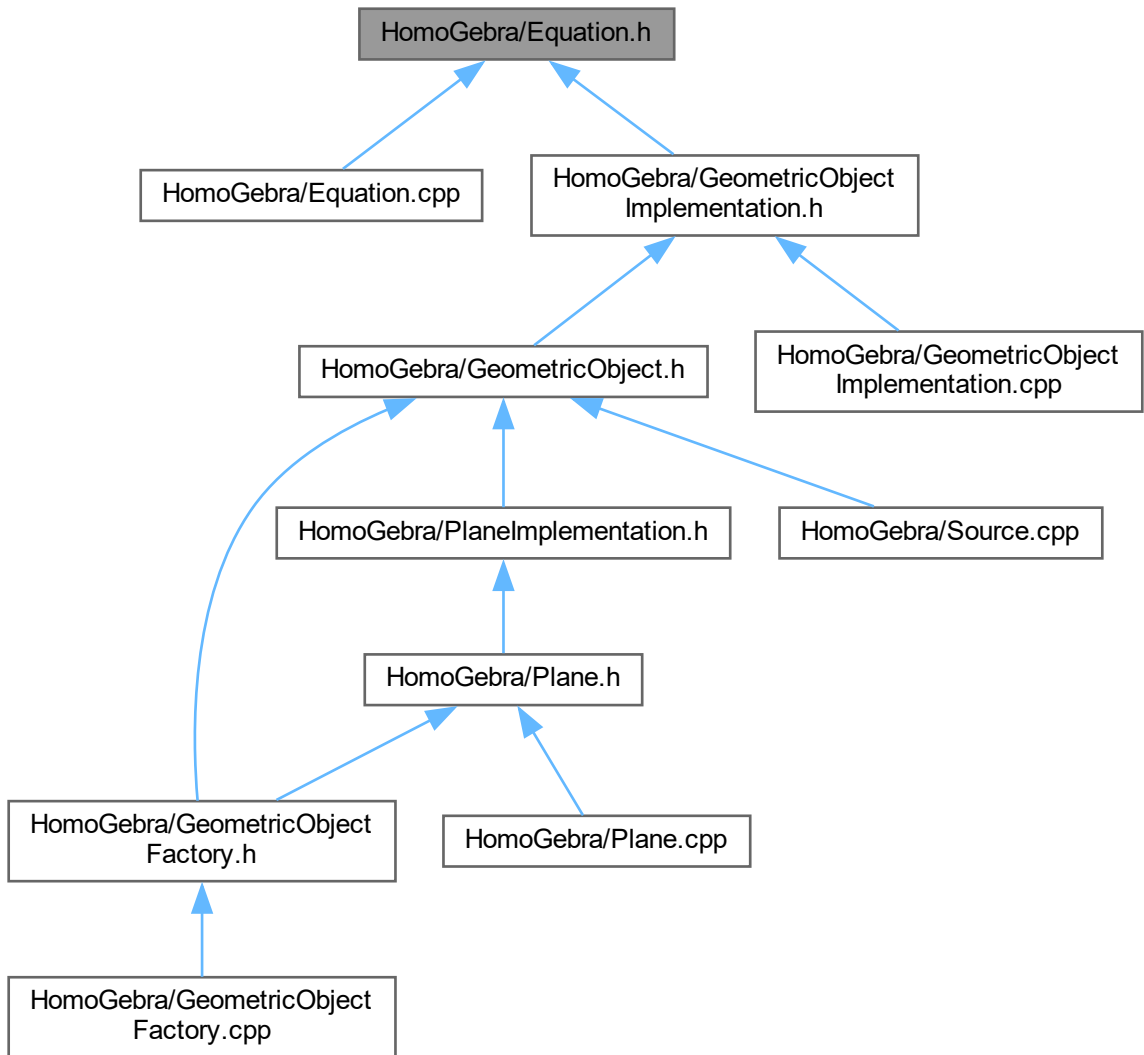 HomoGebra/Equation.h
HomoGebra/Equation.cpp
HomoGebra/GeometricObject
Implementation.h
HomoGebra/GeometricObject.h
HomoGebra/GeometricObject
Implementation.cpp
HomoGebra/PlaneImplementation.h
HomoGebra/Source.cpp
HomoGebra/Plane.h
HomoGebra/GeometricObject
Factory.h
HomoGebra/Plane.cpp
HomoGebra/GeometricObject
Factory.cpp